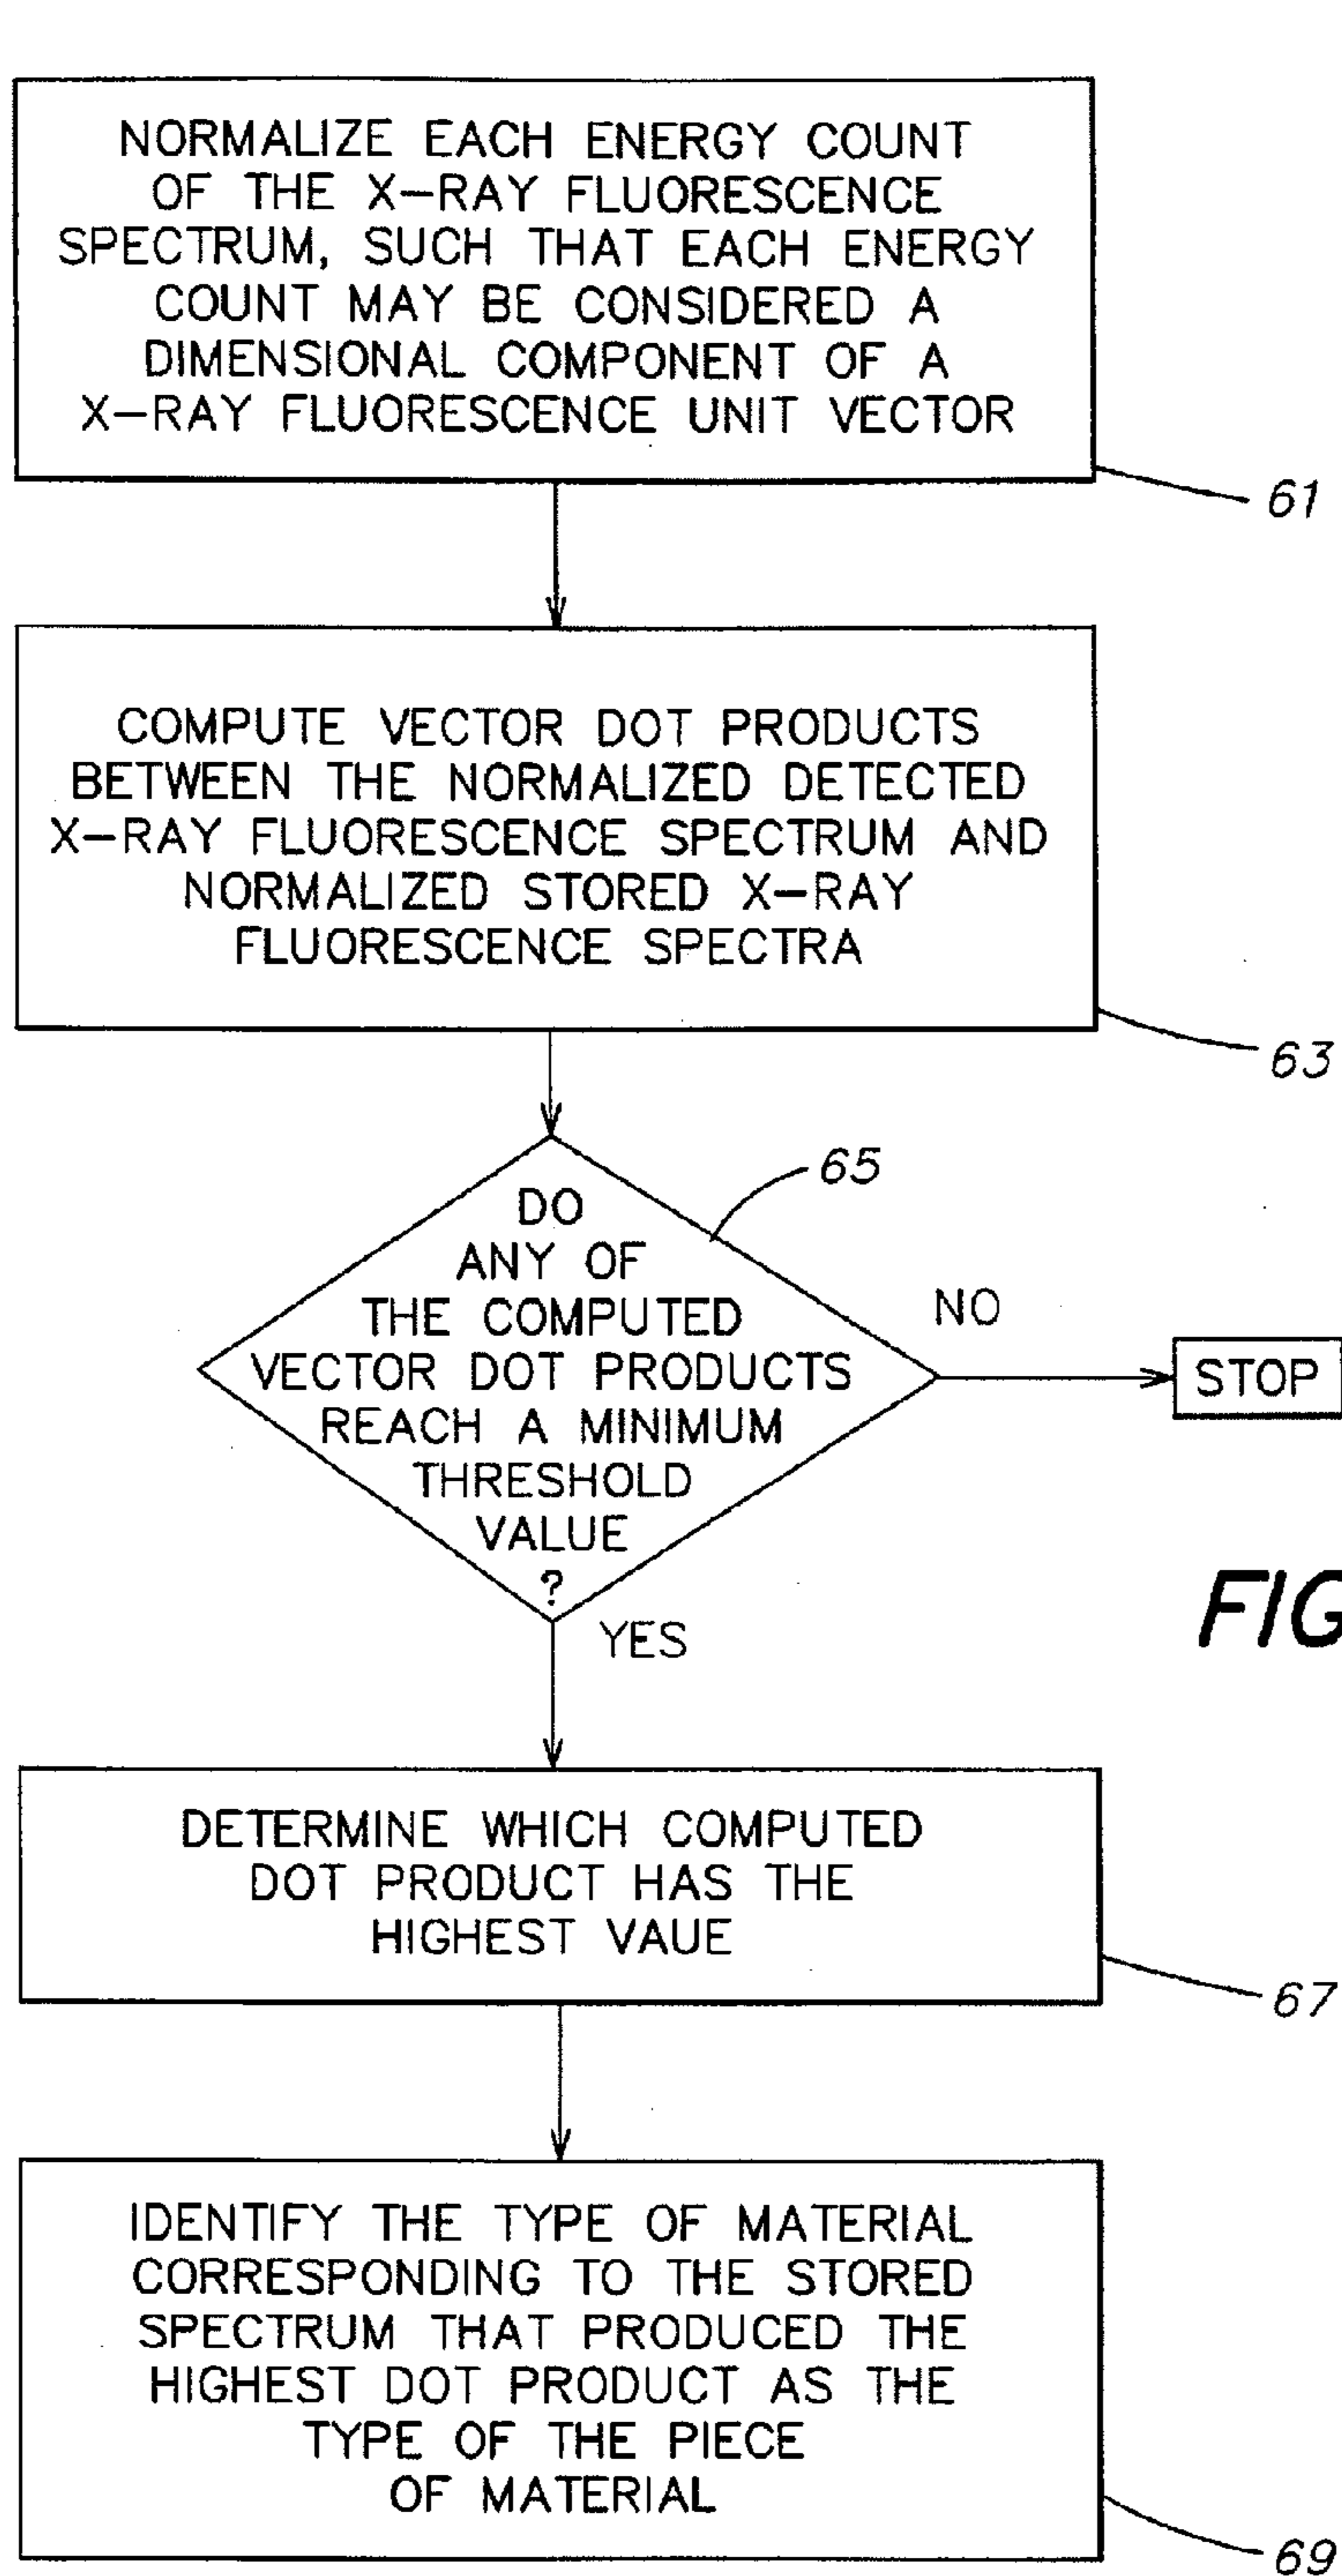 NORMALIZE EACH ENERGY COUNT
OF THE X-RAY FLUORESCENCE
SPECTRUM, SUCH THAT EACH ENERGY
COUNT MAY BE CONSIDERED A
DIMENSIONAL COMPONENT OF A
X-RAY FLUORESCENCE UNIT VECTOR
61
COMPUTE VECTOR DOT PRODUCTS
BETWEEN THE NORMALIZED DETECTED
X-RAY FLUORESCENCE SPECTRUM AND
NORMALIZED STORED X-RAY
FLUORESCENCE SPECTRA
63
65
DO
ANY OF
THE COMPUTED
VECTOR DOT PRODUCTS
REACH A MINIMUM
THRESHOLD
VALUE
?
NO
STOP
YES
FIG
DETERMINE WHICH COMPUTED
DOT PRODUCT HAS THE
HIGHEST VAUE
67
IDENTIFY THE TYPE OF MATERIAL
CORRESPONDING TO THE STORED
SPECTRUM THAT PRODUCED THE
HIGHEST DOT PRODUCT AS THE
TYPE OF THE PIECE
OF MATERIAL
69